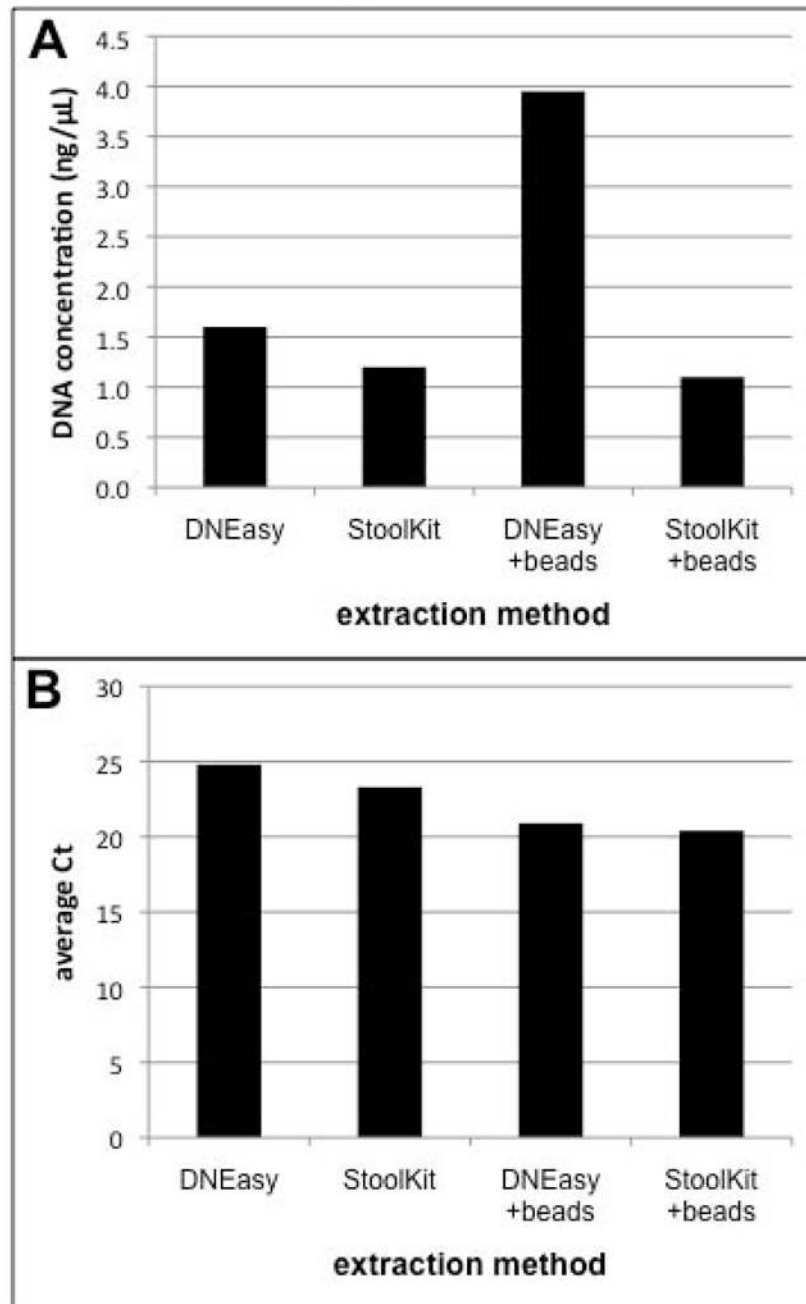 A
DNA concentration (ng/μL)
4.5
4.0
3.5
3.0
2.5
2.0
1.5
1.0
0.5
0.0
DNEasy StoolKit DNEasy StoolKit
+beads +beads
extraction method
B
average Ct
30
25
20
15
10
5
0
DNEasy StoolKit DNEasy StoolKit
+beads +beads
extraction method